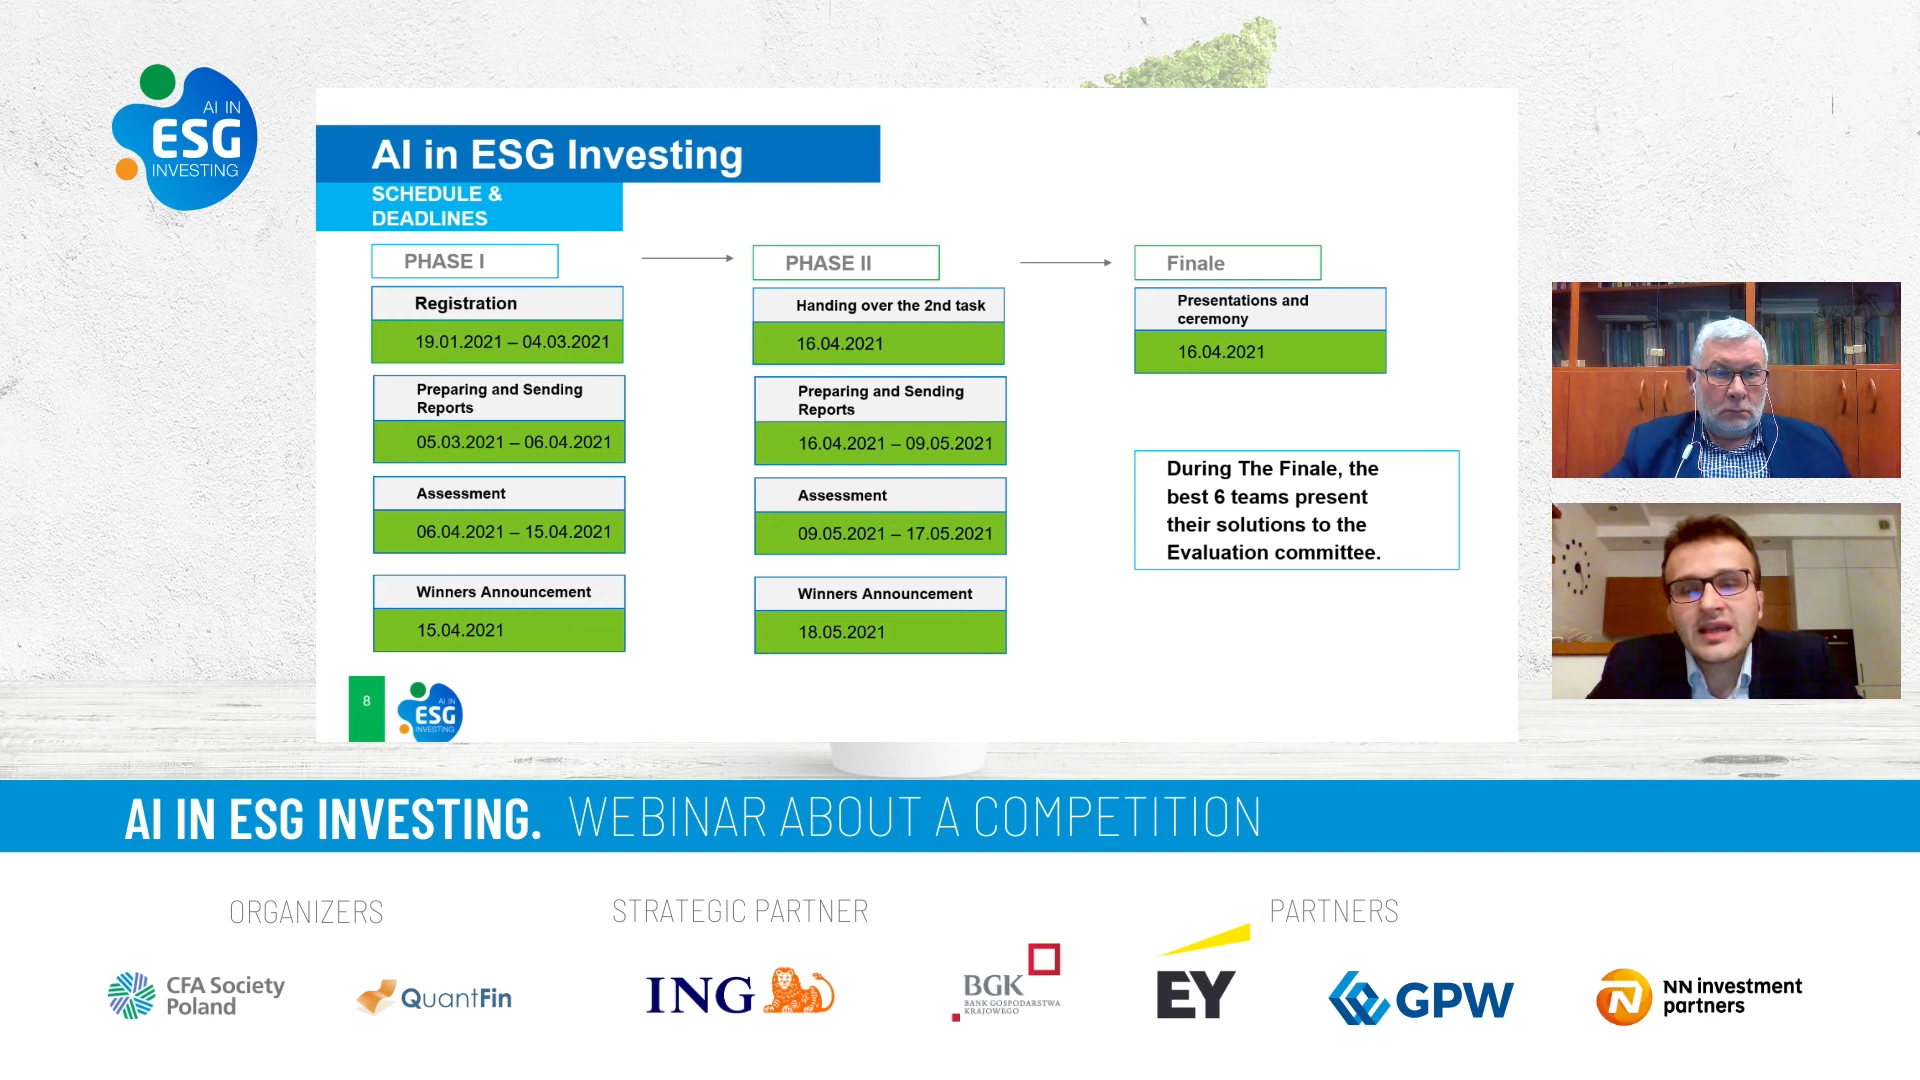 AI IN
ESG
INVESTING
AI in ESG Investing
SCHEDULE &
DEADLINES
PHASE I
Registration
19.01.2021 – 04.03.2021
Preparing and Sending
Reports
05.03.2021 – 06.04.2021
Assessment
06.04.2021 – 15.04.2021
Winners Announcement
15.04.2021
PHASE II
Handing over the 2nd task
16.04.2021
Preparing and Sending
Reports
16.04.2021 – 09.05.2021
Assessment
09.05.2021 – 17.05.2021
Winners Announcement
18.05.2021
Finale
Presentations and
ceremony
16.04.2021
During The Finale, the
best 6 teams present
their solutions to the
Evaluation committee.
8
AI IN
ESG
INVESTING
AI IN ESG INVESTING. WEBINAR ABOUT A COMPETITION
ORGANIZERS
CFA Society
Poland
QuantFin
STRATEGIC PARTNER
ING
PARTNERS
BGK
BANK GOSPODARSTWA
KRAJOWEGO
EY
GPW
N
NN investment
partners